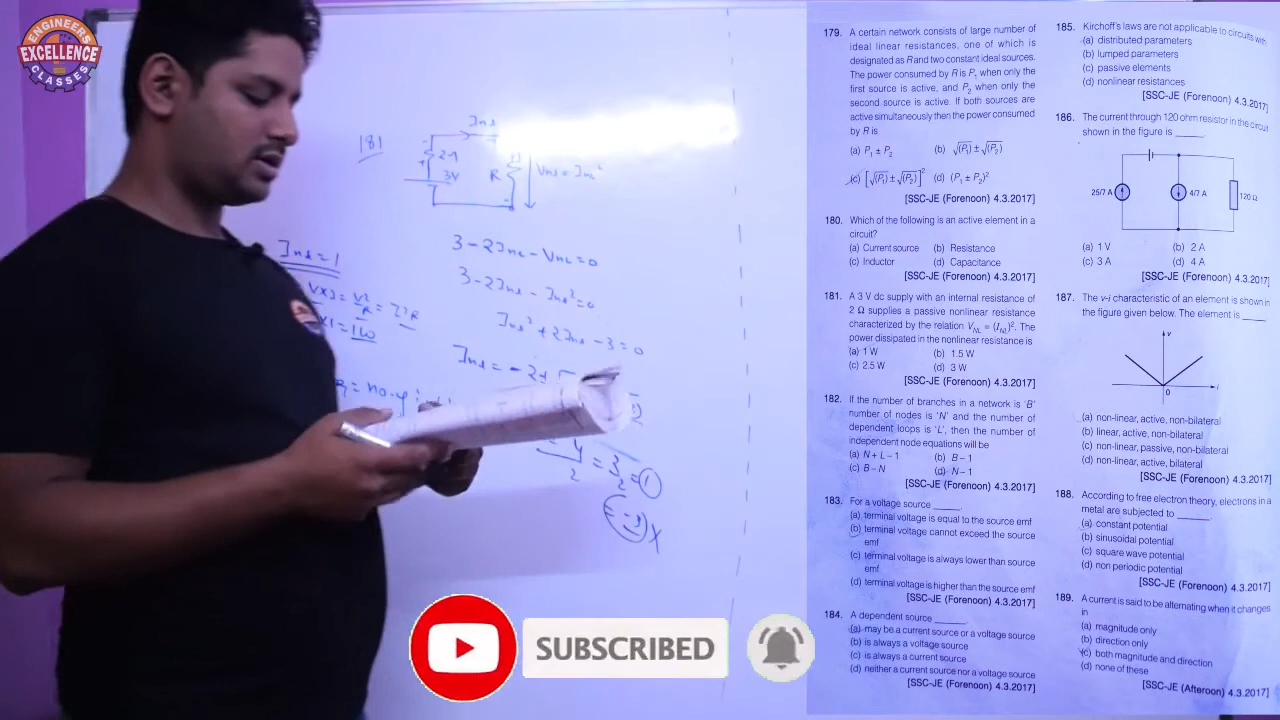 ENGINEERS
EXCELLENCE
CLASSES
181
2Ω
3V
R
3 - 2
= 0
3 - 2
= 0
- 3 = 0
= 1
SUBSCRIBED
179. A certain network consists of large number of
ideal linear resistances, one of which is
designated as R and two constant ideal sources.
The power consumed by R is P₁ when only the
first source is active, and P₂ when only the
second source is active. If both sources are
active simultaneously then the power consumed
by R is
(a) P₁ ± P₂ (b) √(P₁) ± √(P₂)
(c) [√(P₁) ± √(P₂)]² (d) (P₁ ± P₂)²
[SSC-JE (Forenoon) 4.3.2017]
180. Which of the following is an active element in a
circuit?
(a) Current source (b) Resistance
(c) Inductor (d) Capacitance
[SSC-JE (Forenoon) 4.3.2017]
181. A 3 V dc supply with an internal resistance of
2 Ω supplies a passive nonlinear resistance
characterized by the relation V_NL = (I_NL)². The
power dissipated in the nonlinear resistance is
(a) 1 W (b) 1.5 W
(c) 2.5 W (d) 3 W
[SSC-JE (Forenoon) 4.3.2017]
182. If the number of branches in a network is 'B'
number of nodes is 'N' and the number of
dependent loops is 'L', then the number of
independent node equations will be
(a) N + L – 1 (b) B – 1
(c) B – N (d) N – 1
[SSC-JE (Forenoon) 4.3.2017]
183. For a voltage source ____.
(a) terminal voltage is equal to the source emf
(b) terminal voltage cannot exceed the source
emf
(c) terminal voltage is always lower than source
emf
(d) terminal voltage is higher than the source emf
[SSC-JE (Forenoon) 4.3.2017]
184. A dependent source _____
(a) may be a current source or a voltage source
(b) is always a voltage source
(c) is always a current source
(d) neither a current source nor a voltage source
[SSC-JE (Forenoon) 4.3.2017]
185. Kirchoff's laws are not applicable to circuits with
(a) distributed parameters
(b) lumped parameters
(c) passive elements
(d) nonlinear resistances
[SSC-JE (Forenoon) 4.3.2017]
186. The current through 120 ohm resistor in the circuit
shown in the figure is _____.
25/7 A 4/7 A 120 Ω
(a) 1 V (b) 2 A
(c) 3 A (d) 4 A
[SSC-JE (Forenoon) 4.3.2017]
187. The v-i characteristic of an element is shown in
the figure given below. The element is ____
v
i
0
(a) non-linear, active, non-bilateral
(b) linear, active, non-bilateral
(c) non-linear, passive, non-bilateral
(d) non-linear, active, bilateral
[SSC-JE (Forenoon) 4.3.2017]
188. According to free electron theory, electrons in a
metal are subjected to _____.
(a) constant potential
(b) sinusoidal potential
(c) square wave potential
(d) non periodic potential
[SSC-JE (Forenoon) 4.3.2017]
189. A current is said to be alternating when it changes
in
(a) magnitude only
(b) direction only
(c) both magnitude and direction
(d) none of these
[SSC-JE (Afteroon) 4.3.2017]